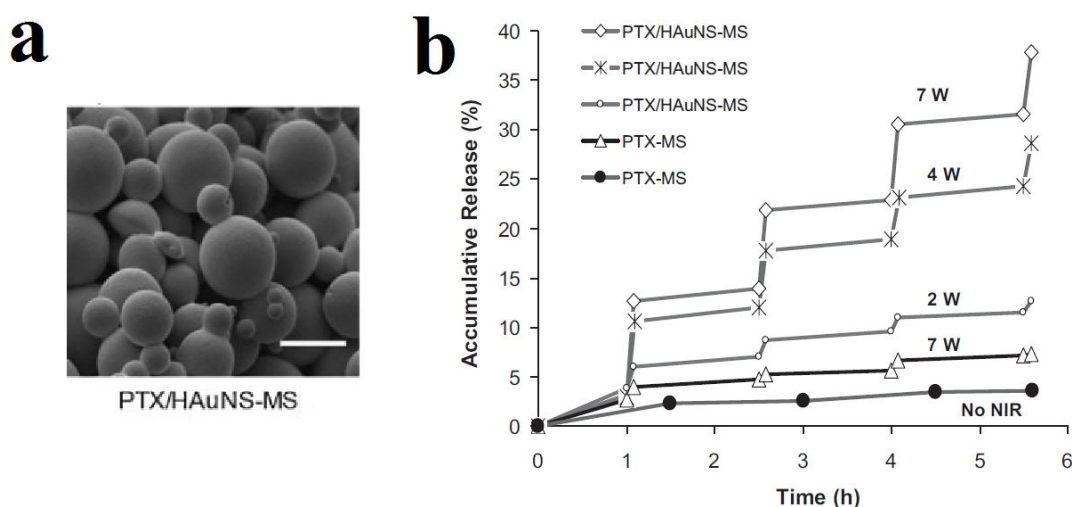 a
PTX/HAuNS-MS
b
PTX/HAuNS-MS
PTX/HAuNS-MS
PTX/HAuNS-MS
PTX-MS
PTX-MS
7 W
4 W
2 W
7 W
No NIR
Accumulative Release (%)
40
35
30
25
20
15
10
5
0
0 1 2 3 4 5 6
Time (h)